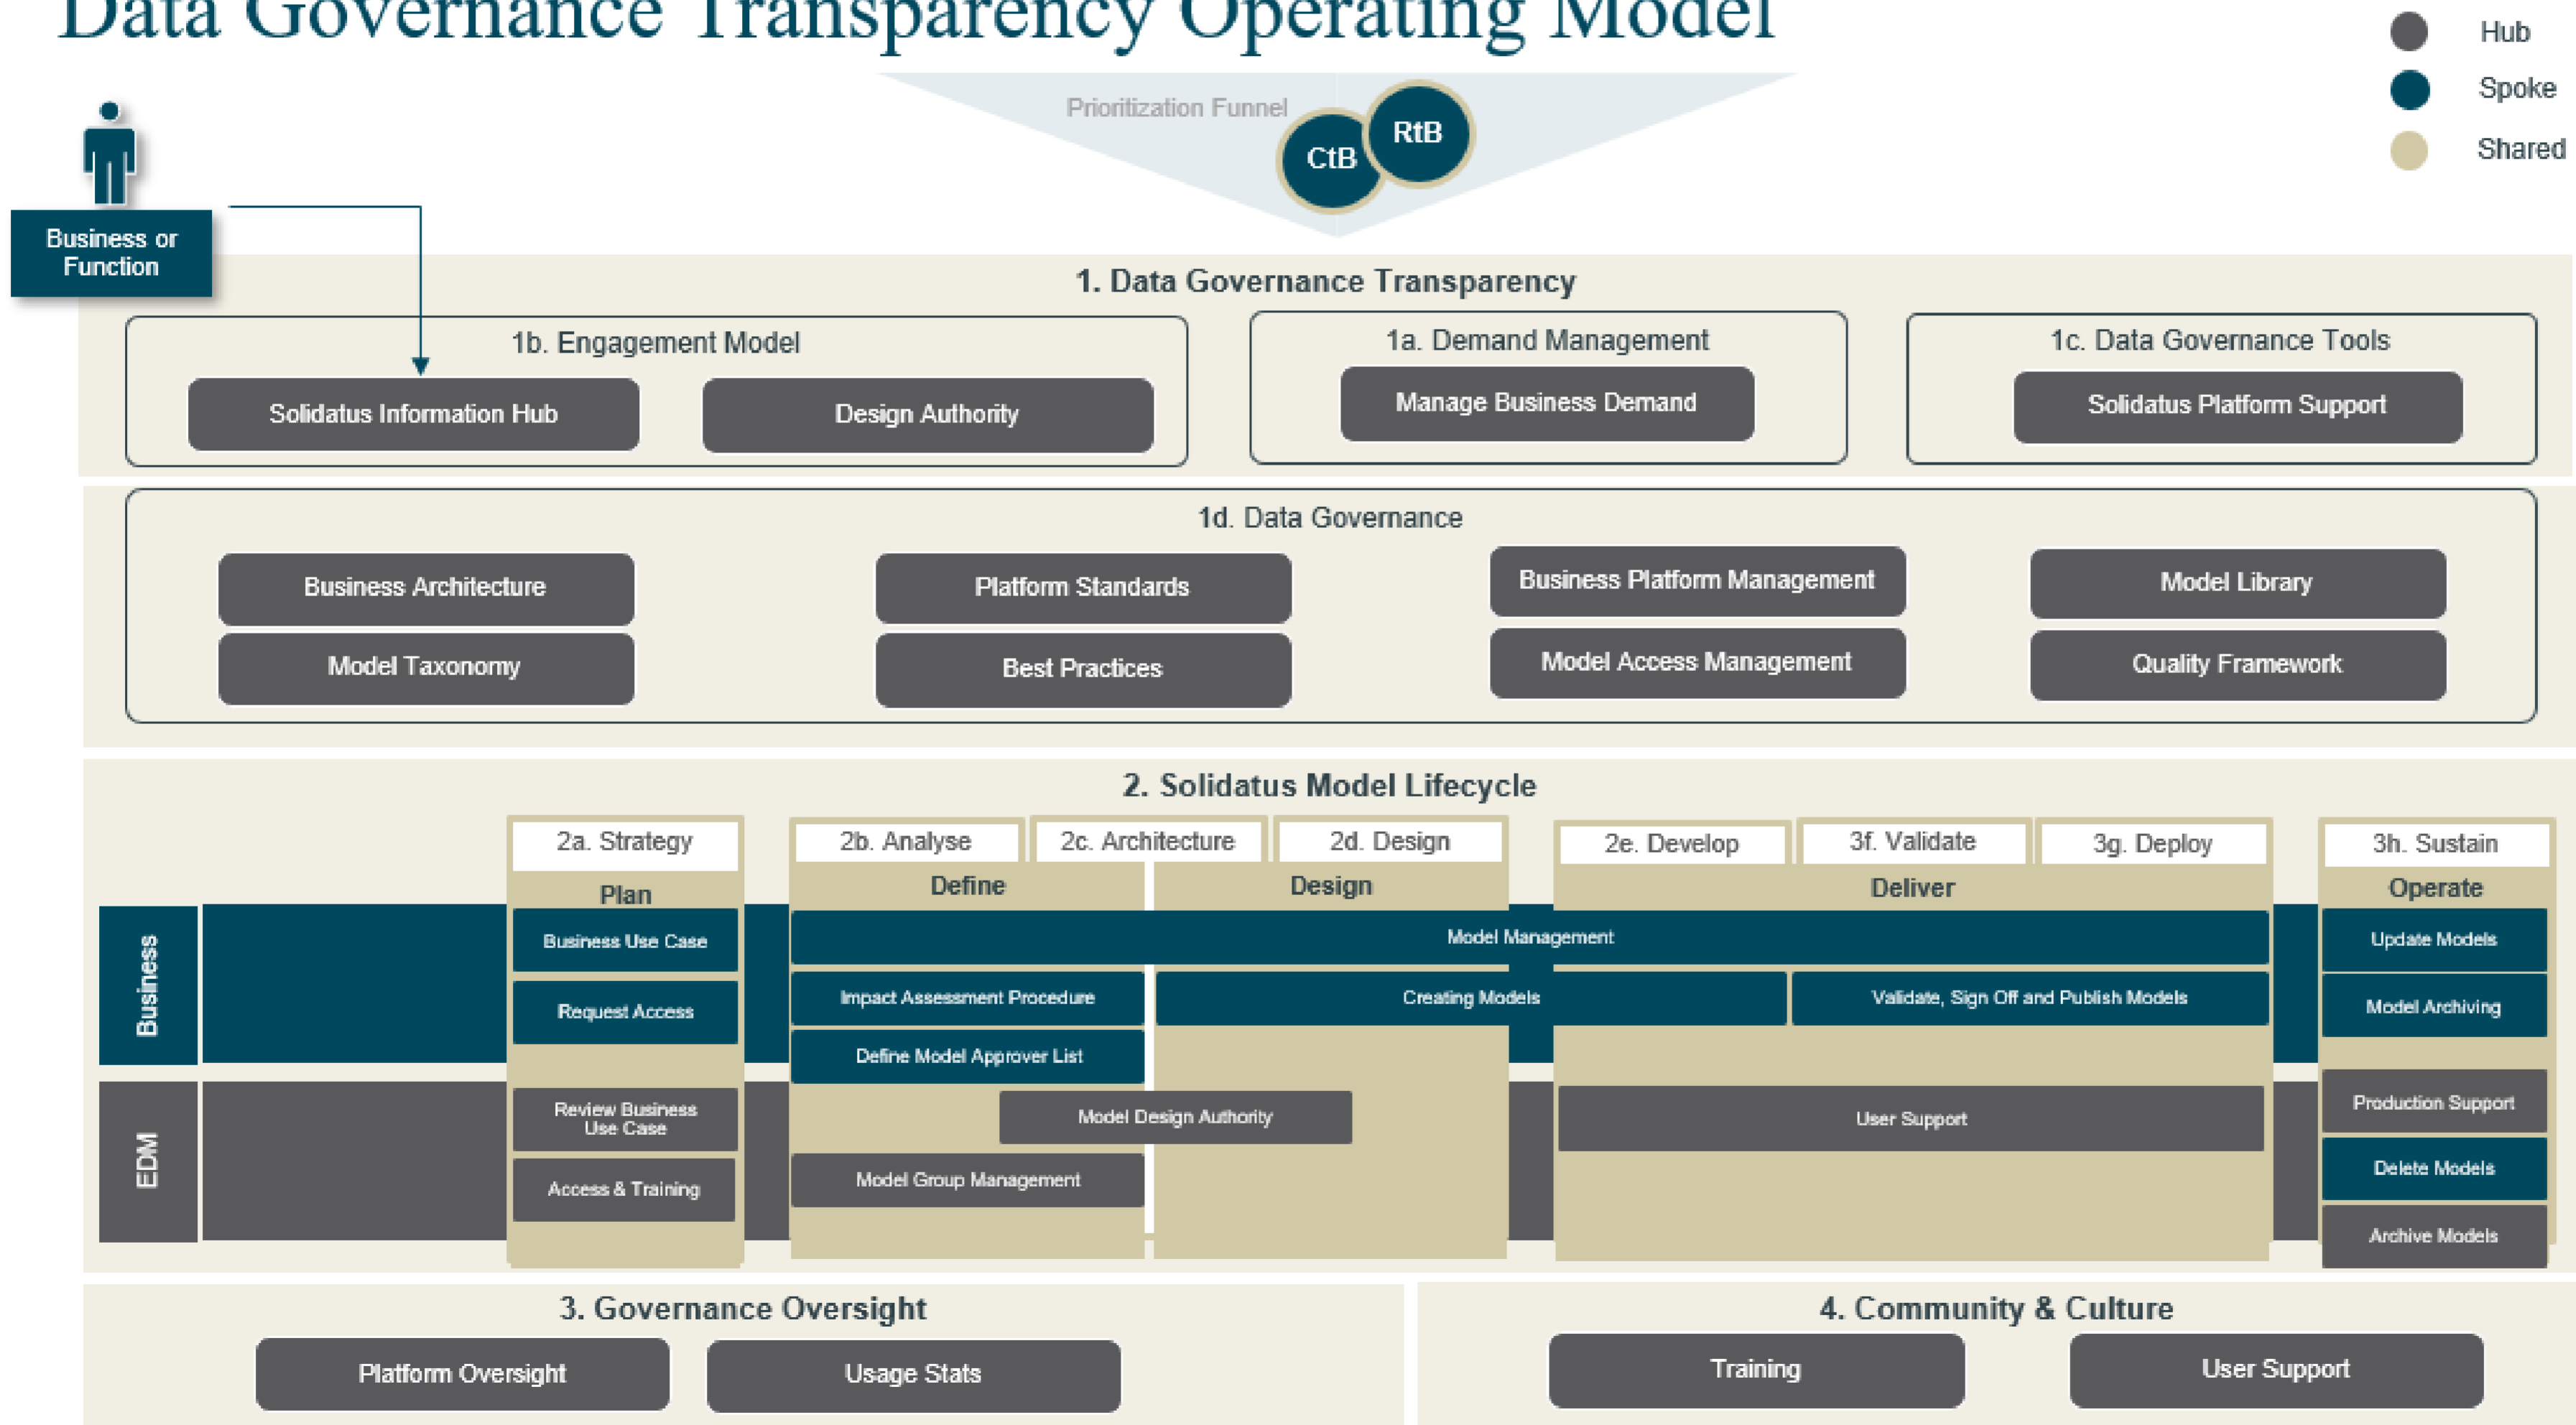 Data Governance Transparency Operating Model
Hub
Spoke
Shared
Prioritization Funnel
CtB
RtB
Business or
Function
1. Data Governance Transparency
1b. Engagement Model
Solidatus Information Hub
Design Authority
1a. Demand Management
Manage Business Demand
1c. Data Governance Tools
Solidatus Platform Support
1d. Data Governance
Business Architecture
Platform Standards
Business Platform Management
Model Library
Model Taxonomy
Best Practices
Model Access Management
Quality Framework
2. Solidatus Model Lifecycle
2a. Strategy
2b. Analyse
2c. Architecture
2d. Design
2e. Develop
3f. Validate
3g. Deploy
3h. Sustain
Plan
Define
Design
Deliver
Operate
Business
Business Use Case
Model Management
Update Models
Request Access
Impact Assessment Procedure
Creating Models
Validate, Sign Off and Publish Models
Model Archiving
Define Model Approver List
EDM
Review Business
Use Case
Model Design Authority
User Support
Production Support
Access & Training
Model Group Management
Delete Models
Archive Models
3. Governance Oversight
Platform Oversight
Usage Stats
4. Community & Culture
Training
User Support